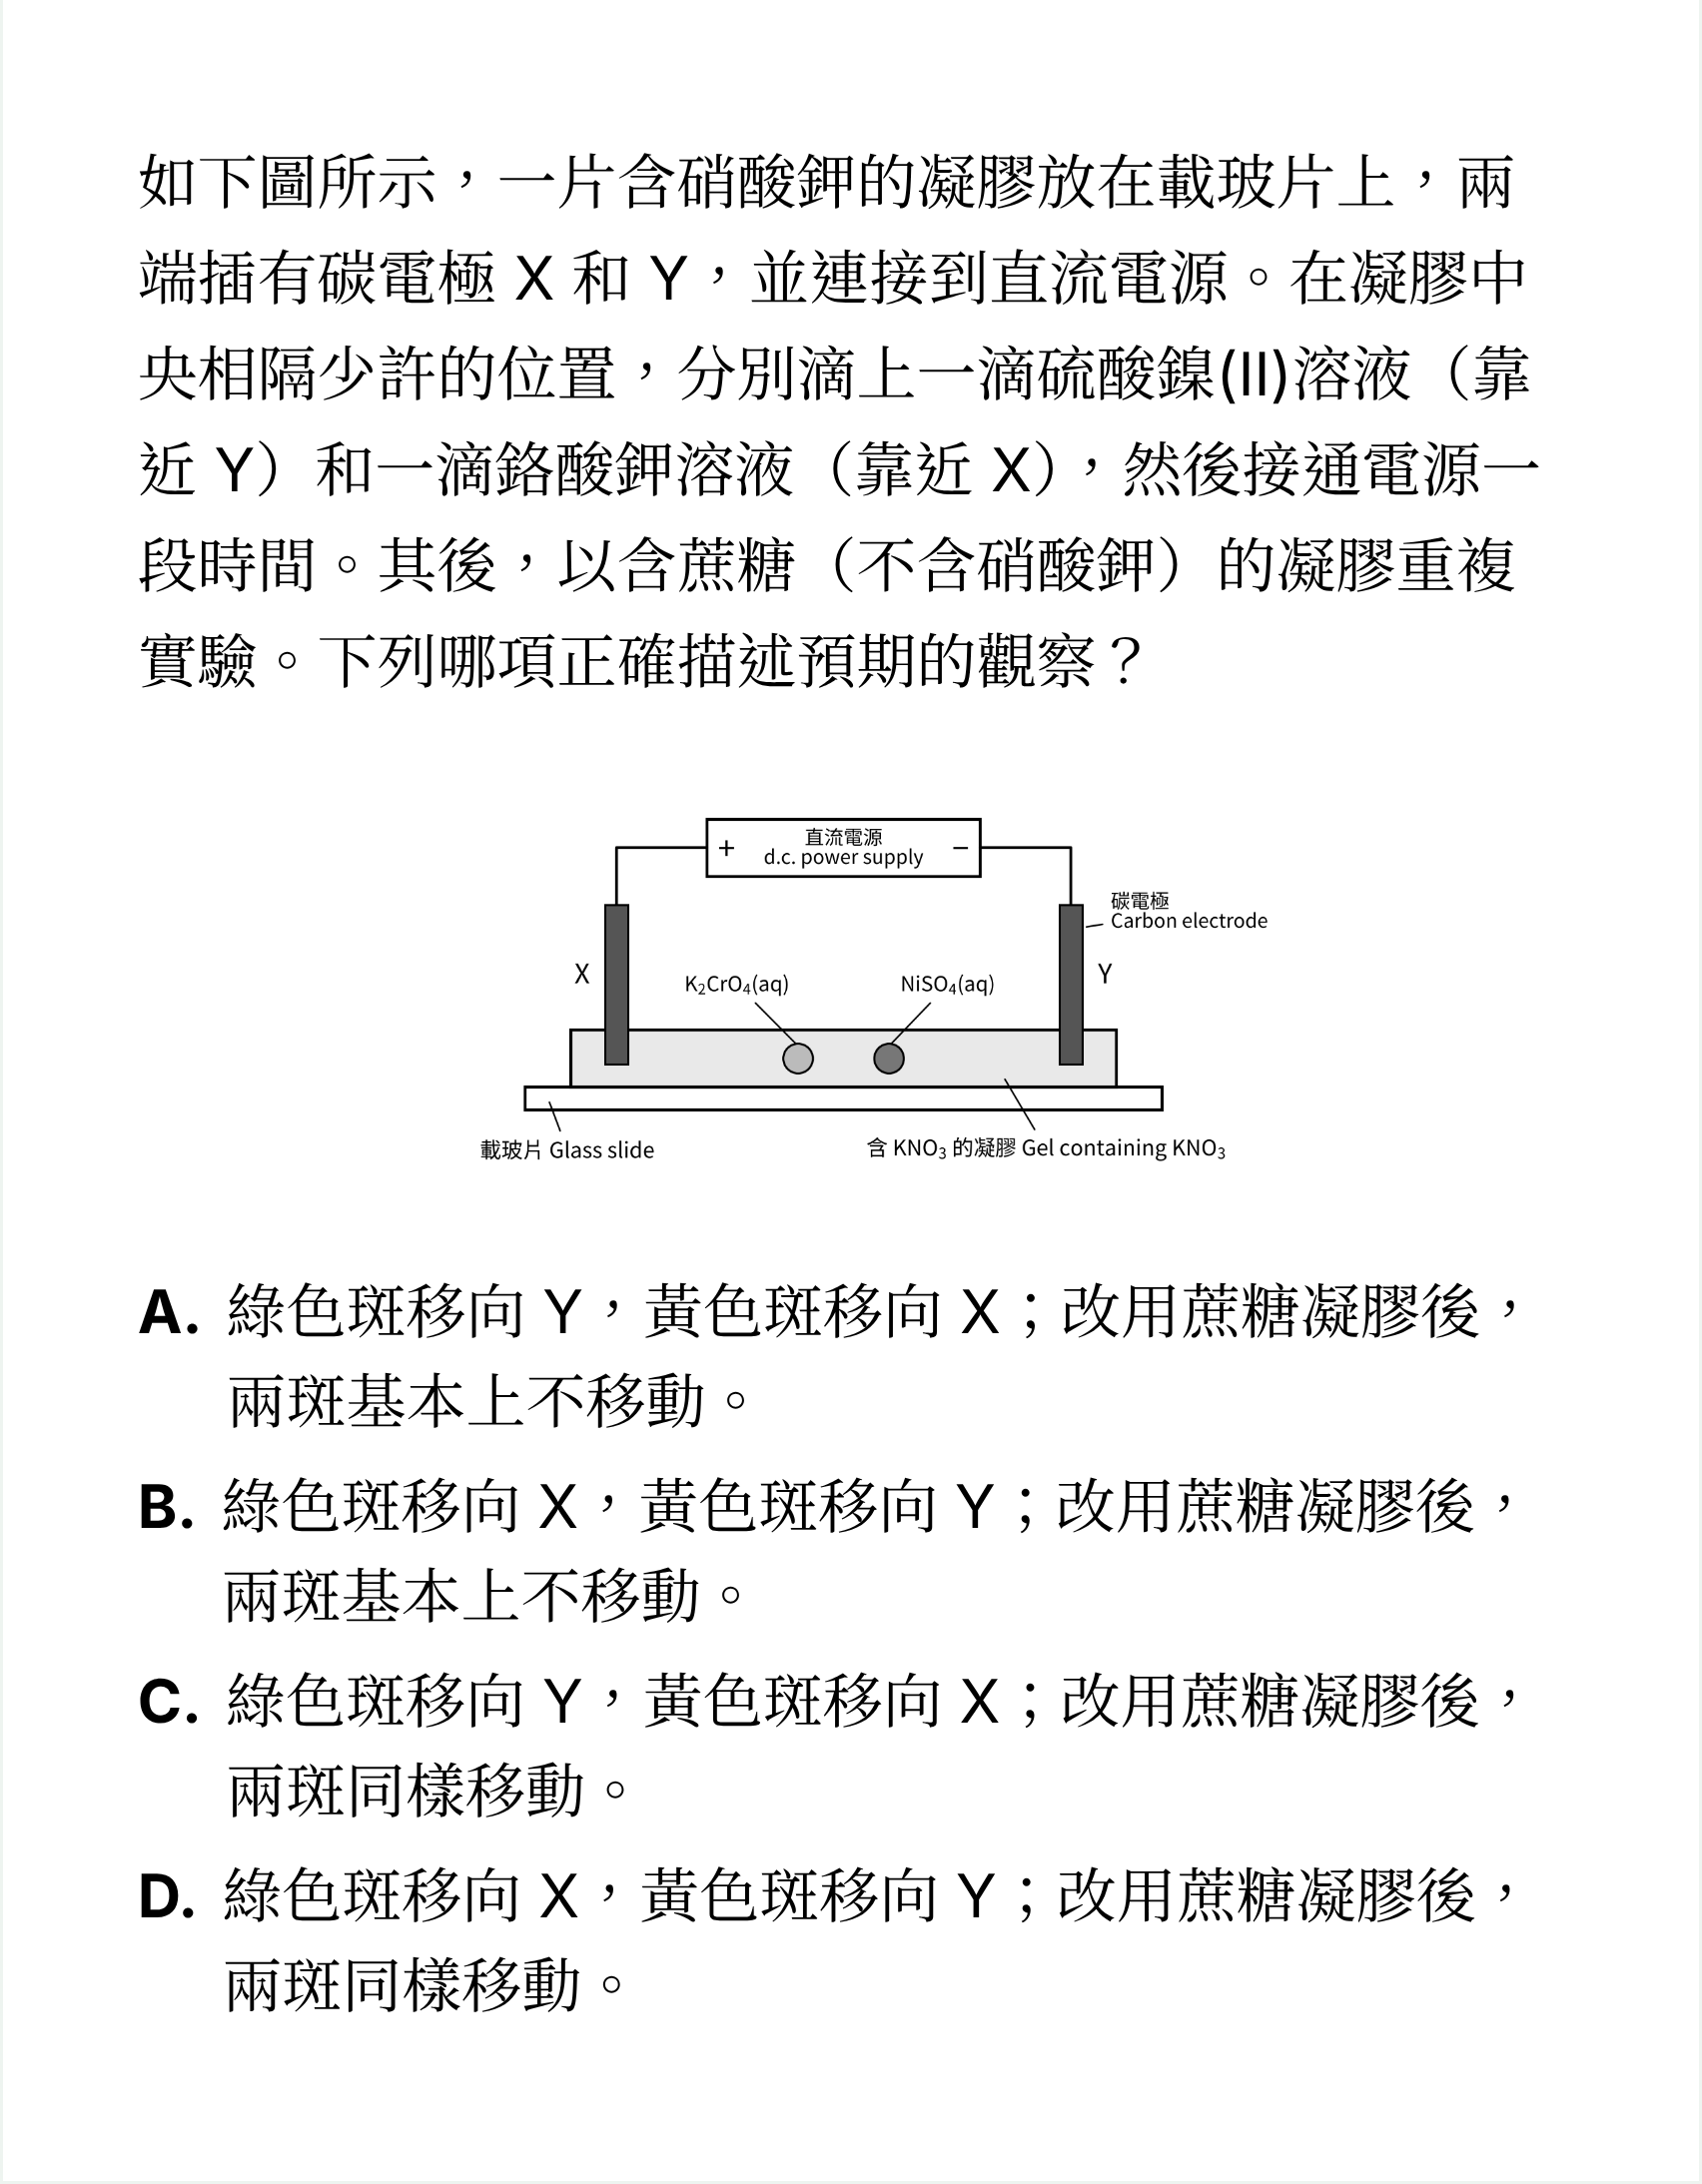 如下圖所示，一片含硝酸鉀的凝膠放在載玻片上，兩
端插有碳電極 X 和 Y，並連接到直流電源。在凝膠中
央相隔少許的位置，分別滴上一滴硫酸鎳(II)溶液（靠
近 Y）和一滴鉻酸鉀溶液（靠近 X），然後接通電源一
段時間。其後，以含蔗糖（不含硝酸鉀）的凝膠重複
實驗。下列哪項正確描述預期的觀察？
+ 直流電源 −
d.c. power supply
碳電極
Carbon electrode
X
K₂CrO₄(aq)
NiSO₄(aq)
Y
載玻片 Glass slide
含 KNO₃ 的凝膠 Gel containing KNO₃
A. 綠色斑移向 Y，黃色斑移向 X；改用蔗糖凝膠後，
兩斑基本上不移動。
B. 綠色斑移向 X，黃色斑移向 Y；改用蔗糖凝膠後，
兩斑基本上不移動。
C. 綠色斑移向 Y，黃色斑移向 X；改用蔗糖凝膠後，
兩斑同樣移動。
D. 綠色斑移向 X，黃色斑移向 Y；改用蔗糖凝膠後，
兩斑同樣移動。